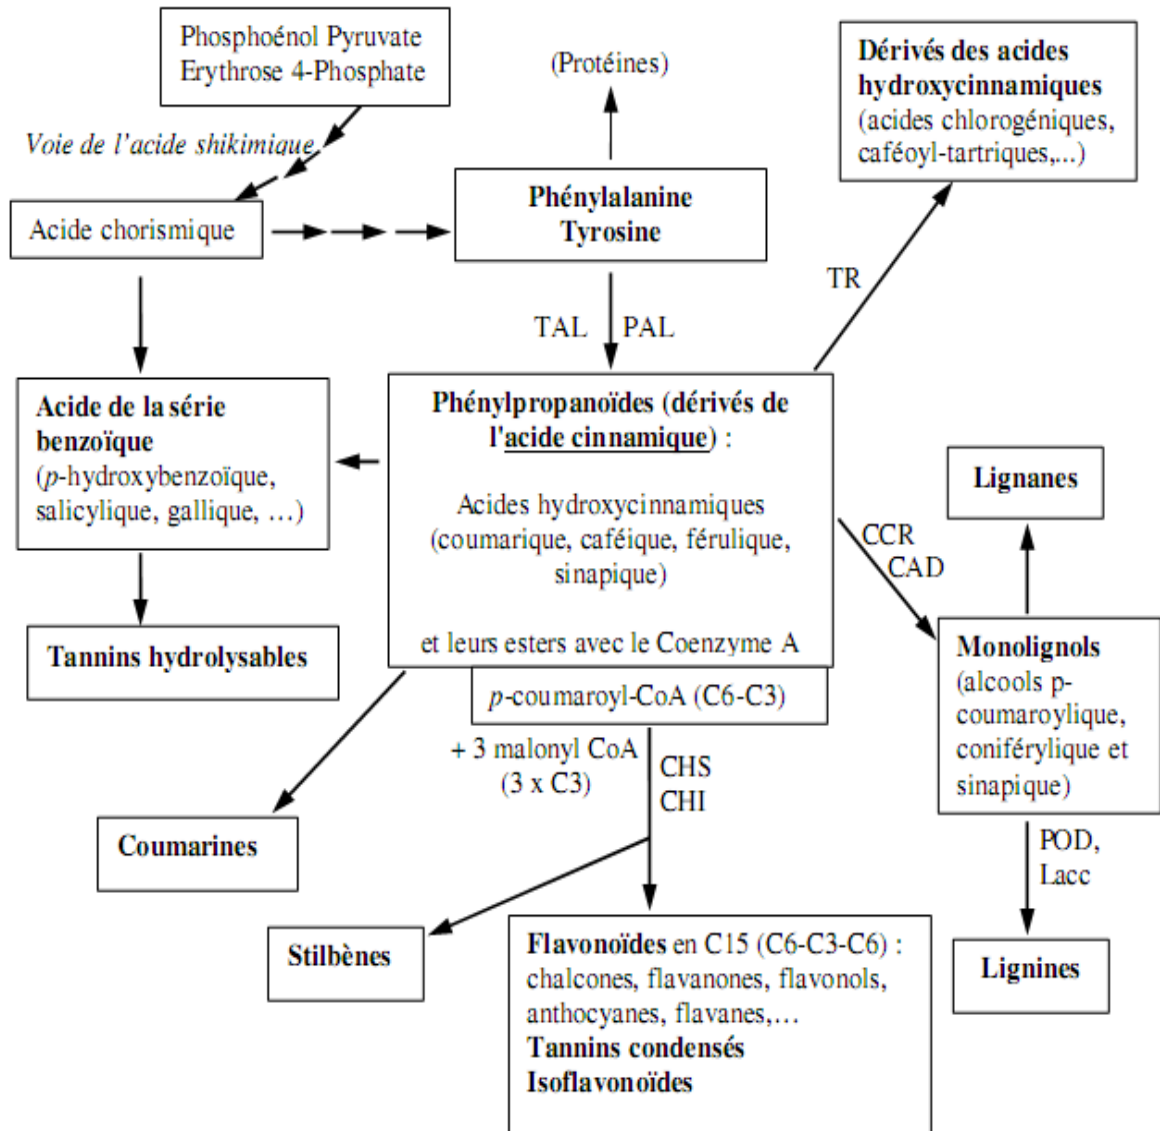 Phosphoénol Pyruvate
Erythrose 4-Phosphate
(Protéines)
Dérivés des acides
hydroxycinnamiques
(acides chlorogéniques,
caféoyl-tartriques,...)
Voie de l'acide shikimique
Acide chorismique
Phénylalanine
Tyrosine
TR
TAL
PAL
Acide de la série
benzoïque
(p-hydroxybenzoïque,
salicylique, gallique, …)
Phénylpropanoïdes (dérivés de
l'acide cinnamique) :
Acides hydroxycinnamiques
(coumarique, caféique, férulique,
sinapique)
et leurs esters avec le Coenzyme A
p-coumaroyl-CoA (C6-C3)
Lignanes
CCR
CAD
Tannins hydrolysables
Monolignols
(alcools p-
coumaroylique,
coniférylique et
sinapique)
+ 3 malonyl CoA
(3 x C3)
CHS
CHI
Coumarines
POD,
Lacc
Stilbènes
Flavonoïdes en C15 (C6-C3-C6) :
chalcones, flavanones, flavonols,
anthocyanes, flavanes,…
Tannins condensés
Isoflavonoïdes
Lignines